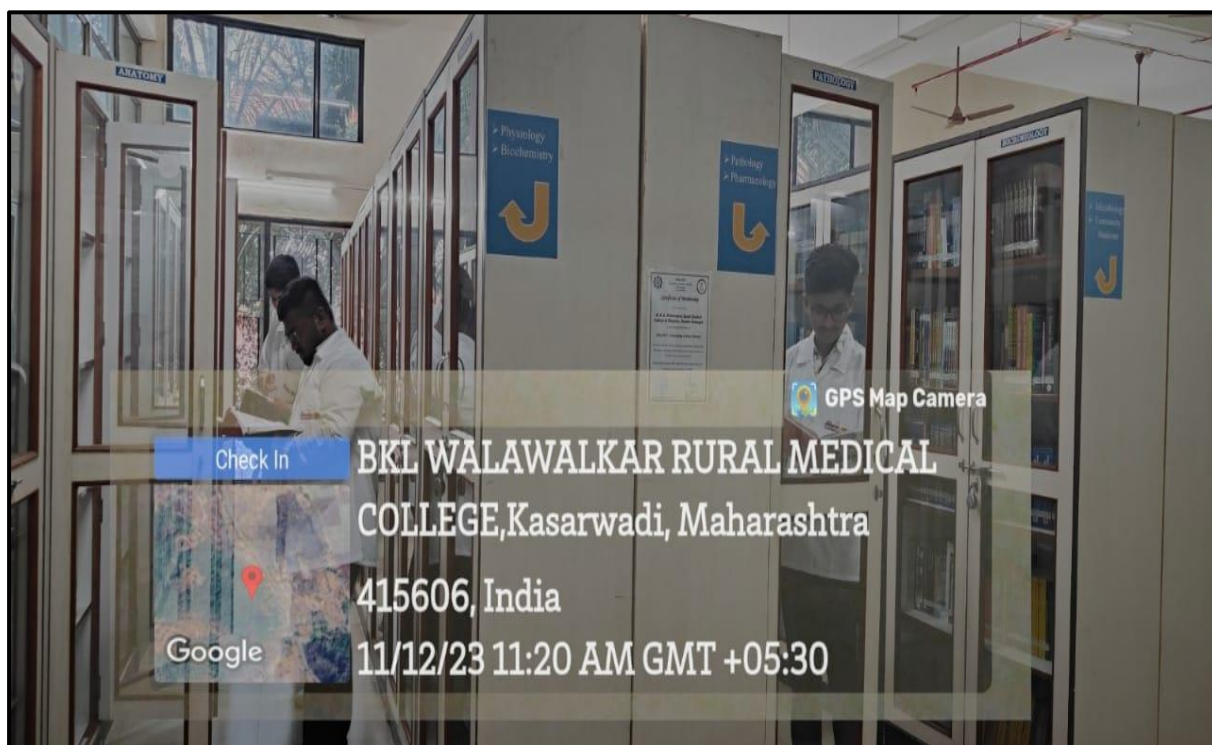 ANATOMY
PATHOLOGY
MICROBIOLOGY
➢ Physiology
➢ Biochemistry
➢ Pathology
➢ Pharmacology
GPS Map Camera
Check In
BKL WALAWALKAR RURAL MEDICAL
COLLEGE,Kasarwadi, Maharashtra
415606, India
11/12/23 11:20 AM GMT +05:30
Google